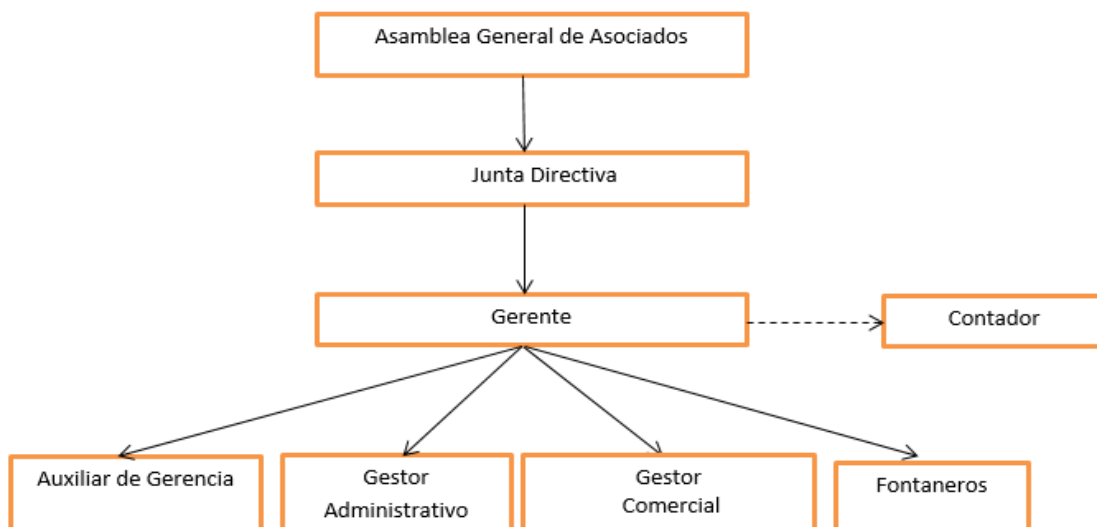 Asamblea General de Asociados
Junta Directiva
Gerente
Contador
Auxiliar de Gerencia
Gestor
Administrativo
Gestor
Comercial
Fontaneros